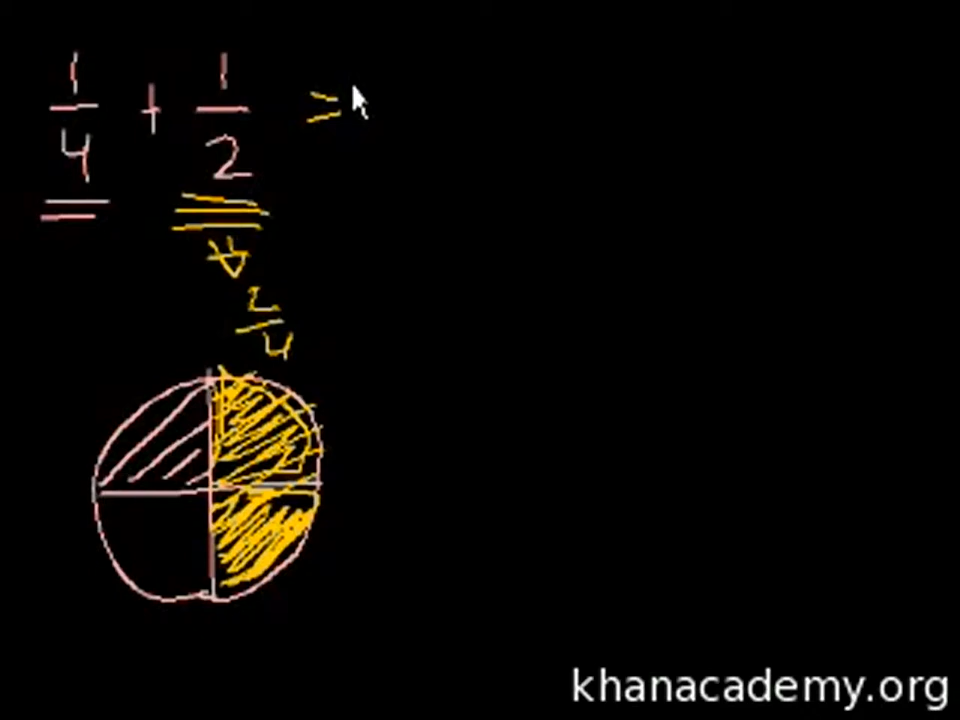 1/4 + 1/2 =
2/4
khanacademy.org